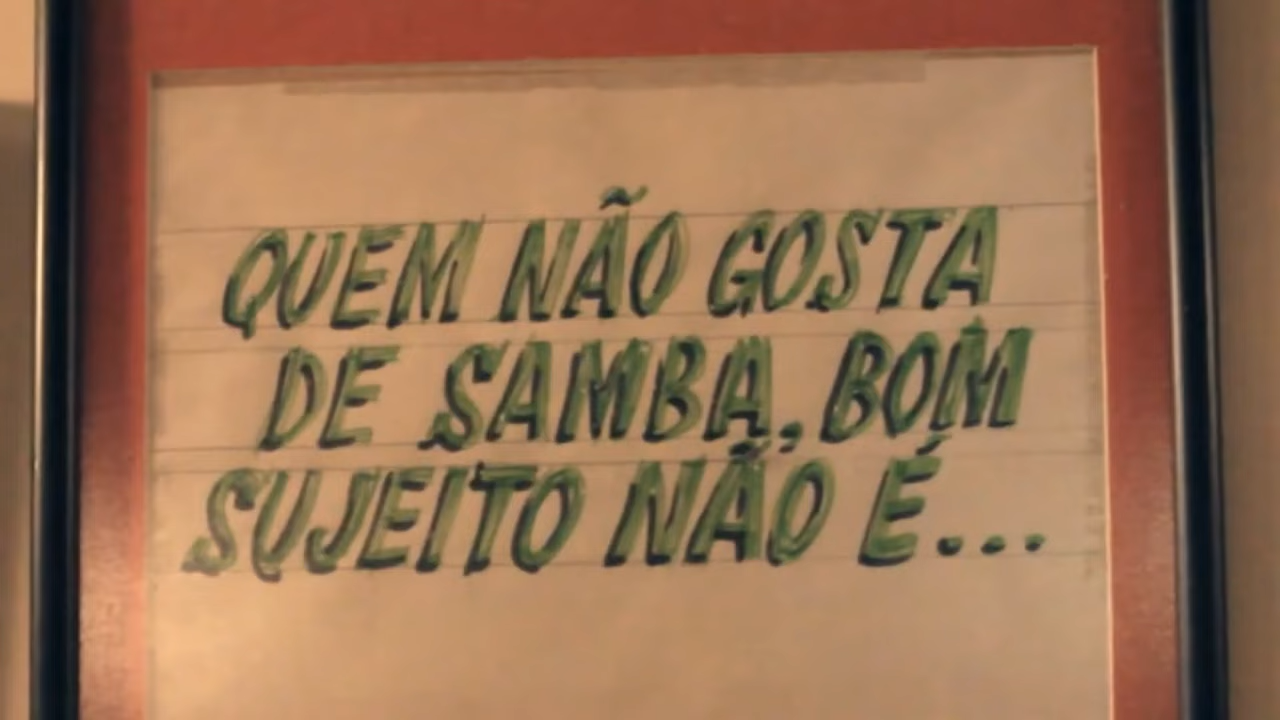 QUEM NÃO GOSTA
DE SAMBA, BOM
SUJEITO NÃO É...